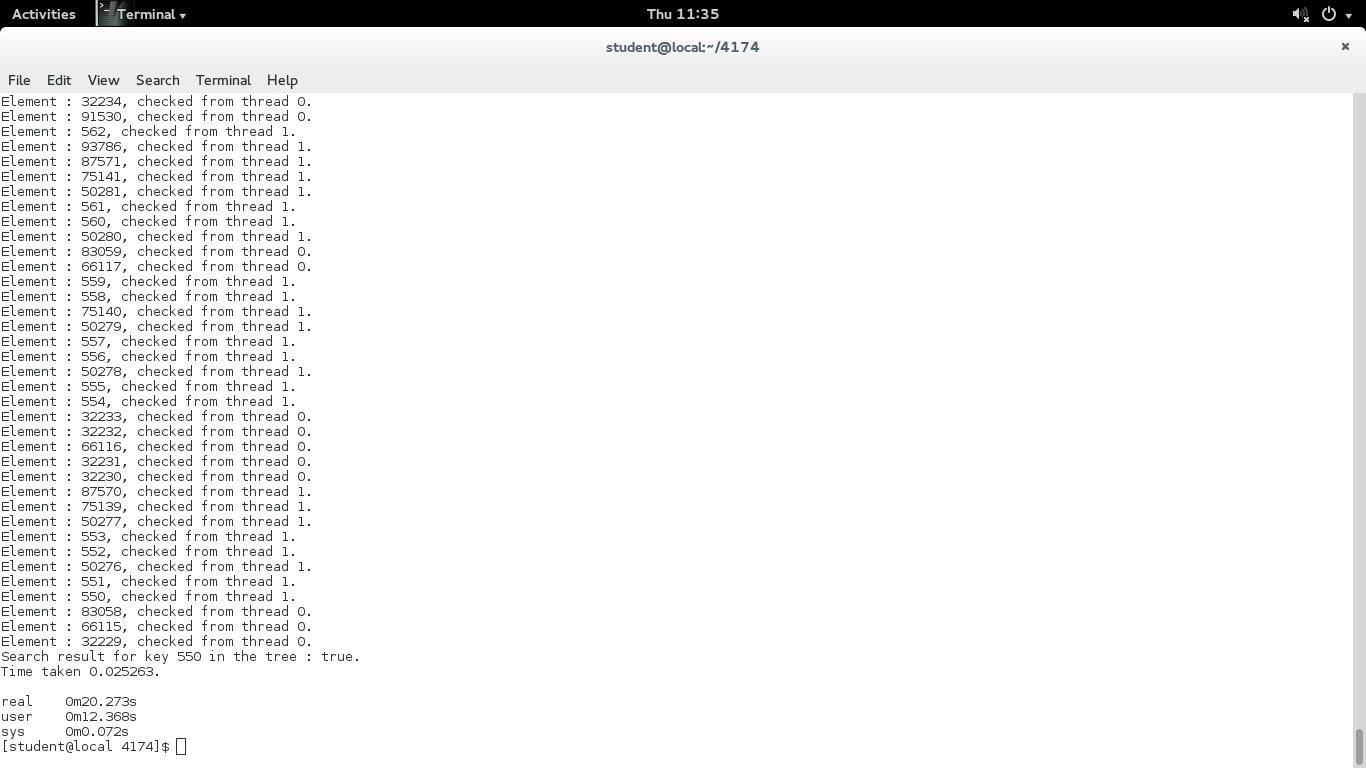 Activities Terminal Thu 11:35
student@local:~/4174
File Edit View Search Terminal Help
Element : 32234, checked from thread 0.
Element : 91530, checked from thread 0.
Element : 562, checked from thread 1.
Element : 93786, checked from thread 1.
Element : 87571, checked from thread 1.
Element : 75141, checked from thread 1.
Element : 50281, checked from thread 1.
Element : 561, checked from thread 1.
Element : 560, checked from thread 1.
Element : 50280, checked from thread 1.
Element : 83059, checked from thread 0.
Element : 66117, checked from thread 0.
Element : 559, checked from thread 1.
Element : 558, checked from thread 1.
Element : 75140, checked from thread 1.
Element : 50279, checked from thread 1.
Element : 557, checked from thread 1.
Element : 556, checked from thread 1.
Element : 50278, checked from thread 1.
Element : 555, checked from thread 1.
Element : 554, checked from thread 1.
Element : 32233, checked from thread 0.
Element : 32232, checked from thread 0.
Element : 66116, checked from thread 0.
Element : 32231, checked from thread 0.
Element : 32230, checked from thread 0.
Element : 87570, checked from thread 1.
Element : 75139, checked from thread 1.
Element : 50277, checked from thread 1.
Element : 553, checked from thread 1.
Element : 552, checked from thread 1.
Element : 50276, checked from thread 1.
Element : 551, checked from thread 1.
Element : 550, checked from thread 1.
Element : 83058, checked from thread 0.
Element : 66115, checked from thread 0.
Element : 32229, checked from thread 0.
Search result for key 550 in the tree : true.
Time taken 0.025263.
real 0m20.273s
user 0m12.368s
sys 0m0.072s
[student@local 4174]$